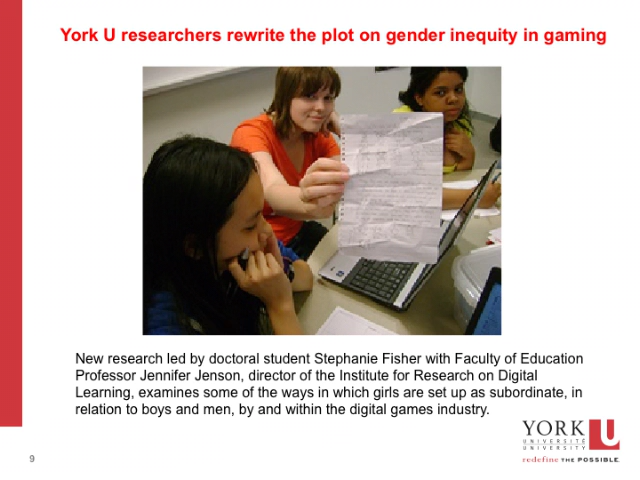 York U researchers rewrite the plot on gender inequity in gaming
New research led by doctoral student Stephanie Fisher with Faculty of Education
Professor Jennifer Jenson, director of the Institute for Research on Digital
Learning, examines some of the ways in which girls are set up as subordinate, in
relation to boys and men, by and within the digital games industry.
YORK U
UNIVERSITÉ
UNIVERSITY
redefine THE POSSIBLE.
9